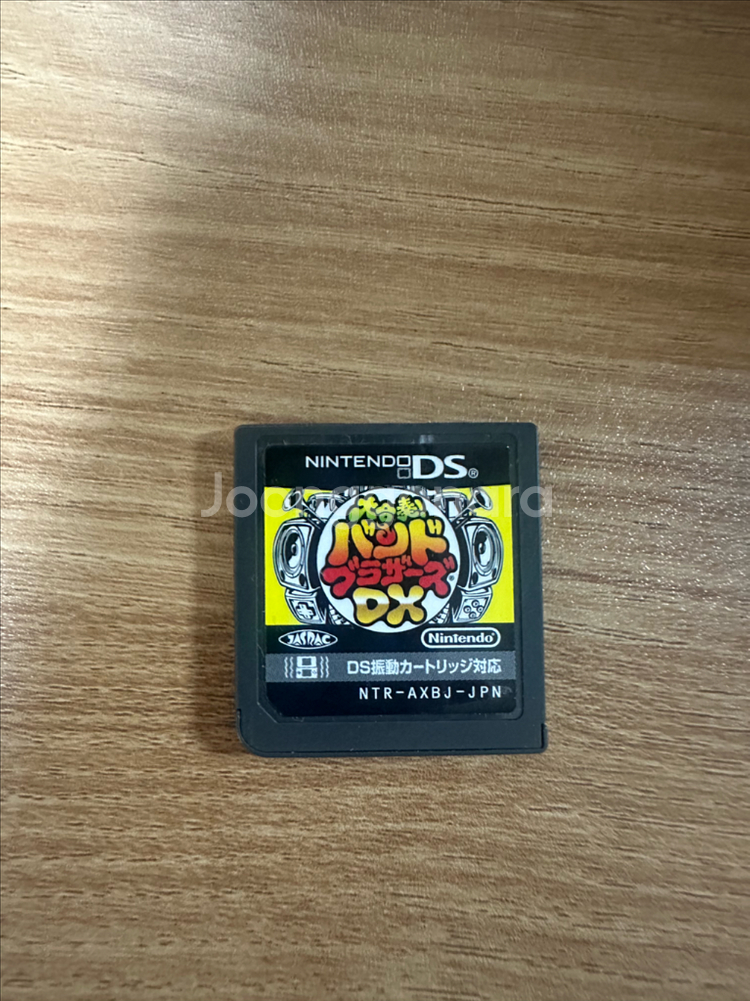 NINTENDO DS®
Joongna
大合奏!
バンド
ブラザーズ®
DX
JASRAC
Nintendo®
DS振動カートリッジ対応
NTR-AXBJ-JPN